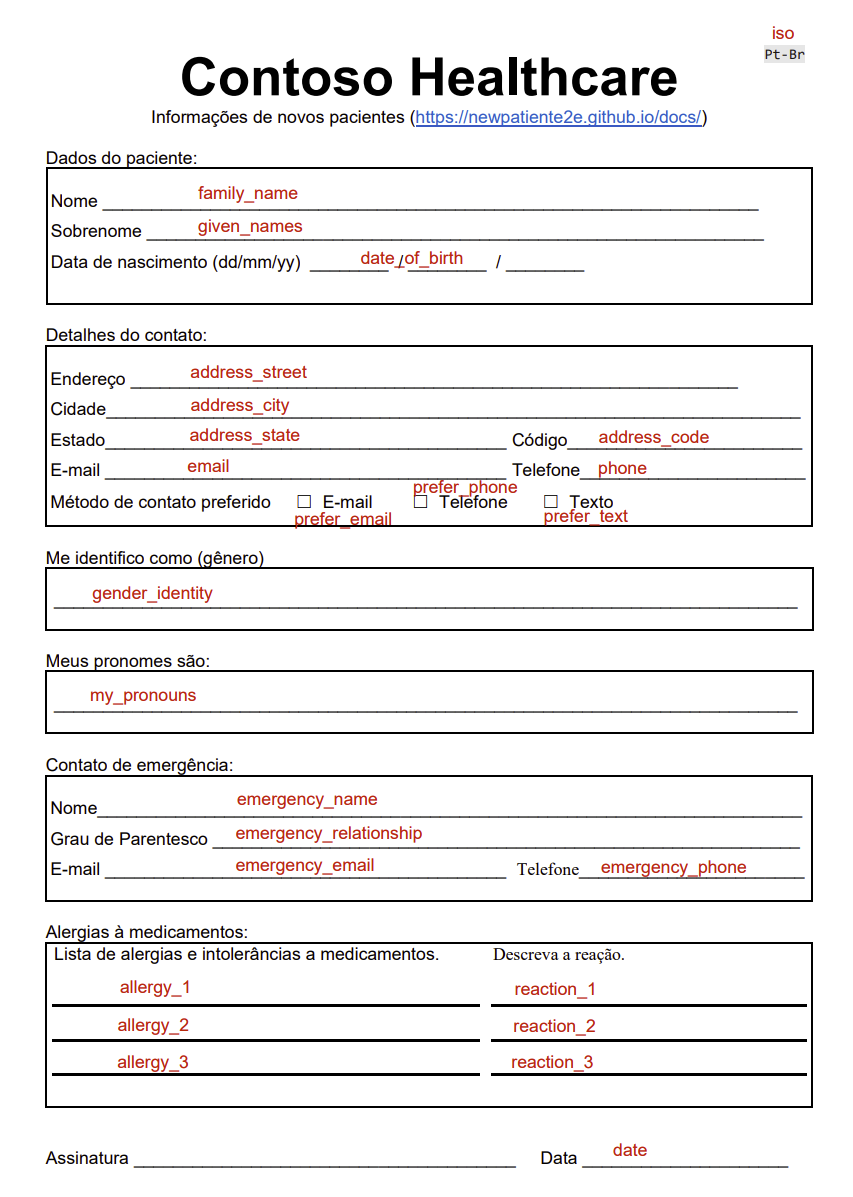 iso
Pt-Br
Contoso Healthcare
Informações de novos pacientes (https://newpatiente2e.github.io/docs/)
Dados do paciente:
Nome family_name
Sobrenome given_names
Data de nascimento (dd/mm/yy) date_of_birth / /
Detalhes do contato:
Endereço address_street
Cidade address_city
Estado address_state Código address_code
E-mail email Telefone phone
prefer_phone
Método de contato preferido ☐ E-mail ☐ Telefone ☐ Texto
prefer_email prefer_text
Me identifico como (gênero)
gender_identity
Meus pronomes são:
my_pronouns
Contato de emergência:
Nome emergency_name
Grau de Parentesco emergency_relationship
E-mail emergency_email Telefone emergency_phone
Alergias à medicamentos:
Lista de alergias e intolerâncias a medicamentos. Descreva a reação.
allergy_1 reaction_1
allergy_2 reaction_2
allergy_3 reaction_3
Assinatura Data date